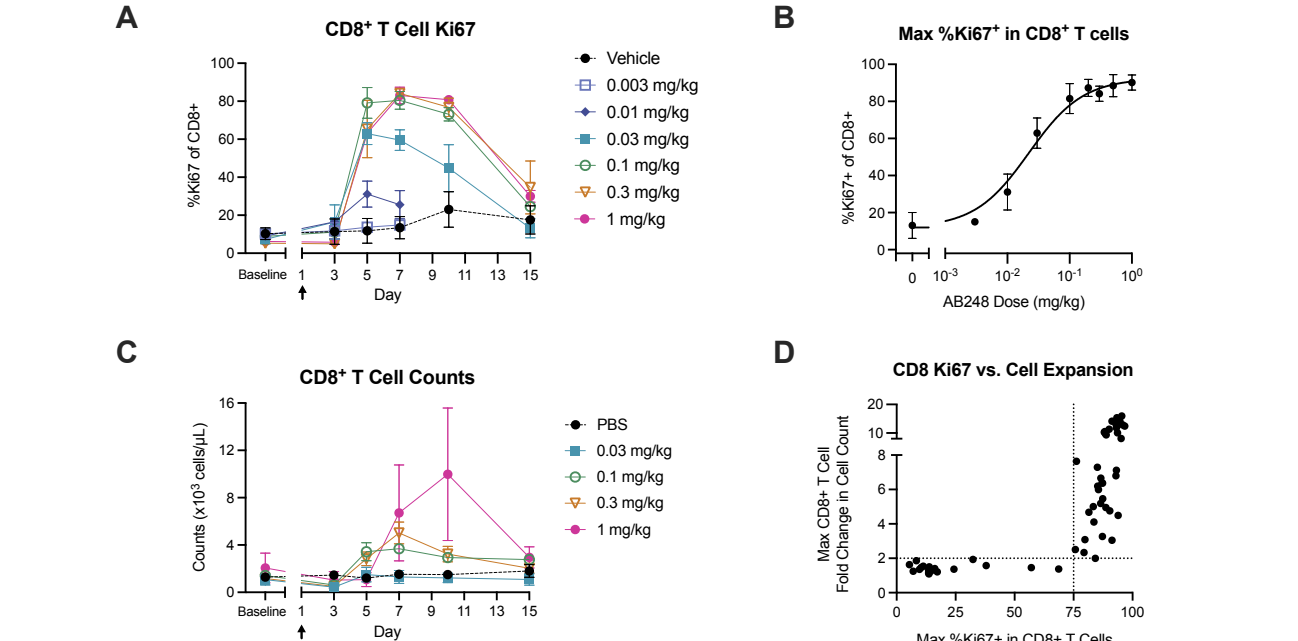 A
CD8+ T Cell Ki67
%Ki67 of CD8+
100
80
60
40
20
0
Baseline 1 3 5 7 9 11 13 15
Day
Vehicle
0.003 mg/kg
0.01 mg/kg
0.03 mg/kg
0.1 mg/kg
0.3 mg/kg
1 mg/kg
B
Max %Ki67+ in CD8+ T cells
%Ki67+ of CD8+
100
80
60
40
20
0
0 10-3 10-2 10-1 100
AB248 Dose (mg/kg)
C
CD8+ T Cell Counts
Counts (x103 cells/µL)
16
12
8
4
0
Baseline 1 3 5 7 9 11 13 15
Day
PBS
0.03 mg/kg
0.1 mg/kg
0.3 mg/kg
1 mg/kg
D
CD8 Ki67 vs. Cell Expansion
Max CD8+ T Cell
Fold Change in Cell Count
20
10
8
6
4
2
0
0 25 50 75 100
Max %Ki67+ in CD8+ T Cells